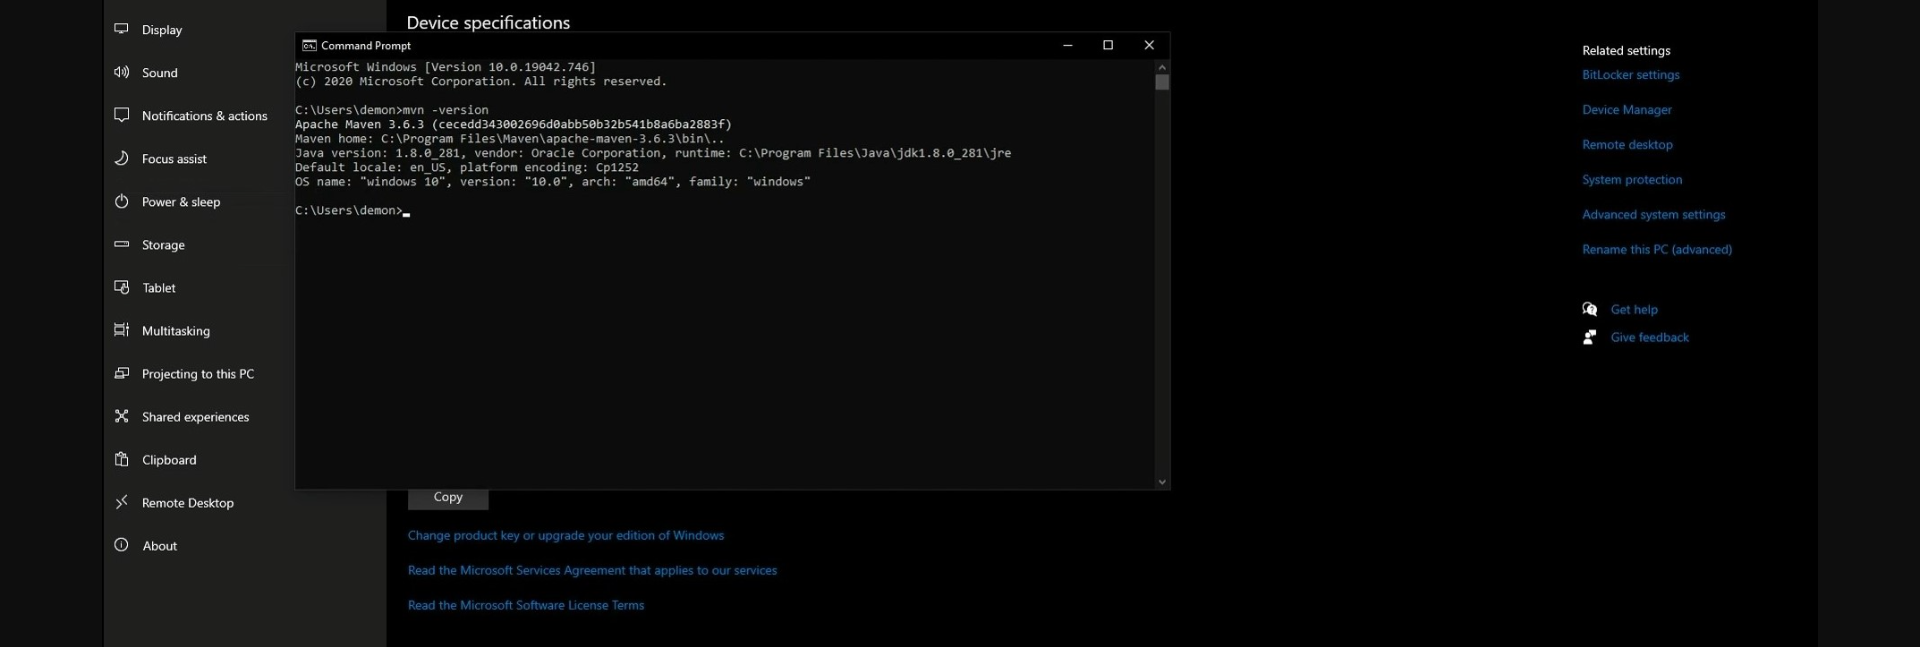 Display
Sound
Notifications & actions
Focus assist
Power & sleep
Storage
Tablet
Multitasking
Projecting to this PC
Shared experiences
Clipboard
Remote Desktop
About
Device specifications
Command Prompt
Microsoft Windows [Version 10.0.19042.746]
(c) 2020 Microsoft Corporation. All rights reserved.
C:\Users\demon>mvn -version
Apache Maven 3.6.3 (cecedd343002696d0abb50b32b541b8a6ba2883f)
Maven home: C:\Program Files\Maven\apache-maven-3.6.3\bin\..
Java version: 1.8.0_281, vendor: Oracle Corporation, runtime: C:\Program Files\Java\jdk1.8.0_281\jre
Default locale: en_US, platform encoding: Cp1252
OS name: "windows 10", version: "10.0", arch: "amd64", family: "windows"
C:\Users\demon>
Copy
Change product key or upgrade your edition of Windows
Read the Microsoft Services Agreement that applies to our services
Read the Microsoft Software License Terms
Related settings
BitLocker settings
Device Manager
Remote desktop
System protection
Advanced system settings
Rename this PC (advanced)
Get help
Give feedback